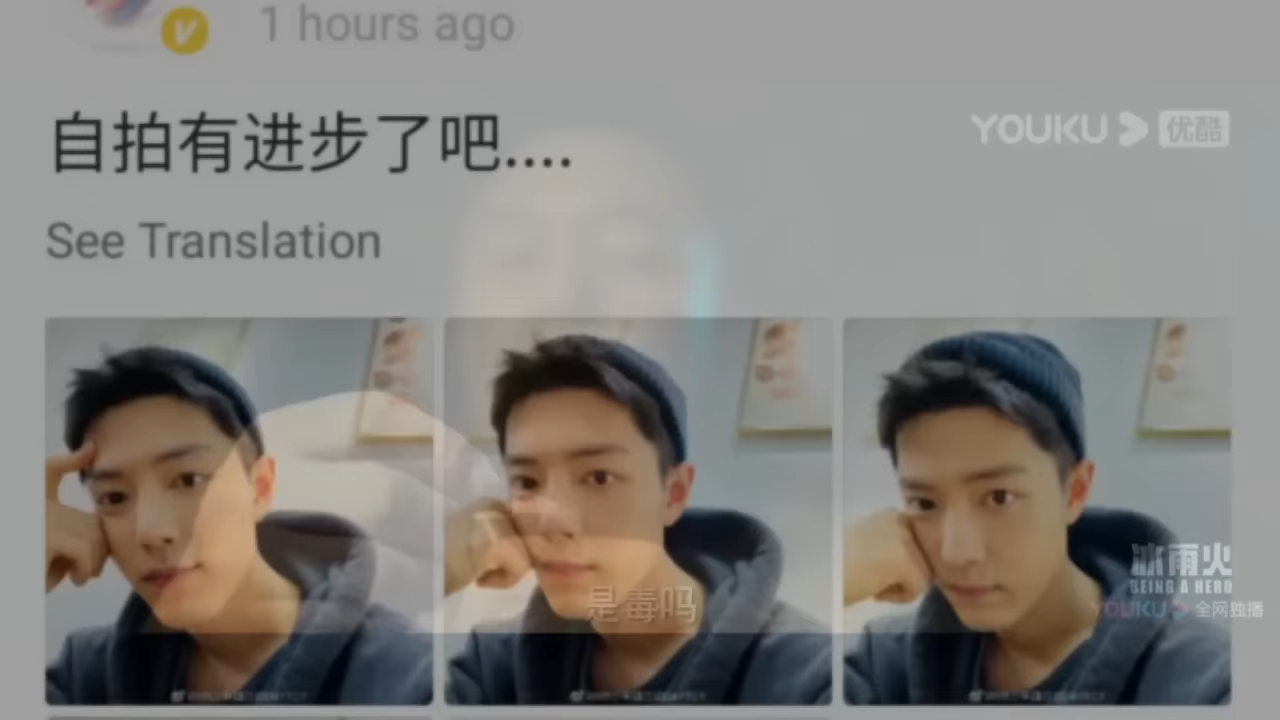 1 hours ago
自拍有进步了吧....
YOUKU 优酷
See Translation
是毒吗
冰雨火
BEING A HERO
YOUKU 全网独播